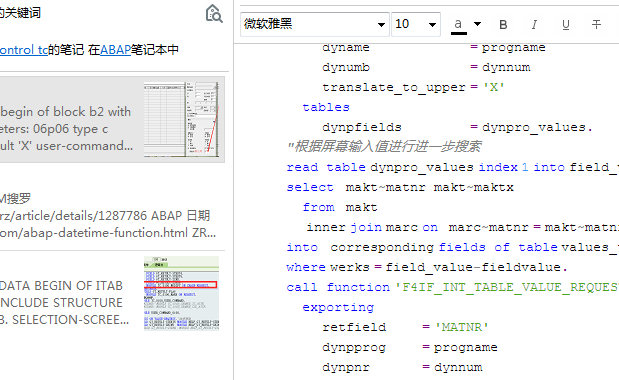 的关键词
ontrol tc的笔记 在ABAP笔记本中
begin of block b2 with
eters: 06p06 type c
ult 'X' user-command...
M搜罗
rz/article/details/1287786 ABAP 日期
om/abap-datetime-function.html ZR...
DATA BEGIN OF ITAB
INCLUDE STRUCTURE
B. SELECTION-SCREE...
微软雅黑 10 a B I U T
dyname = progname
dynumb = dynnum
translate_to_upper = 'X'
tables
dynpfields = dynpro_values.
"根据屏幕输入值进行进一步搜索
read table dynpro_values index 1 into field_v
select makt~matnr makt~maktx
from makt
inner join marc on marc~matnr = makt~matn
into corresponding fields of table values_
where werks = field_value-fieldvalue.
call function 'F4IF_INT_TABLE_VALUE_REQUES
exporting
retfield = 'MATNR'
dynpprog = progname
dynpnr = dynnum